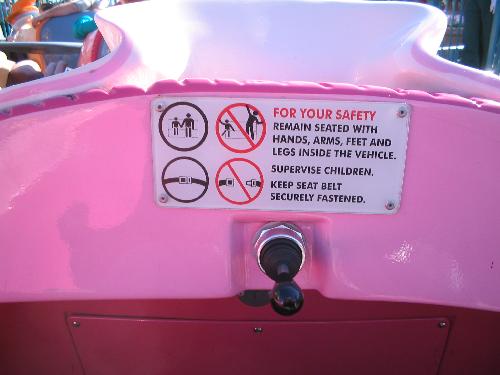 FOR YOUR SAFETY
REMAIN SEATED WITH
HANDS, ARMS, FEET AND
LEGS INSIDE THE VEHICLE.
SUPERVISE CHILDREN.
KEEP SEAT BELT
SECURELY FASTENED.